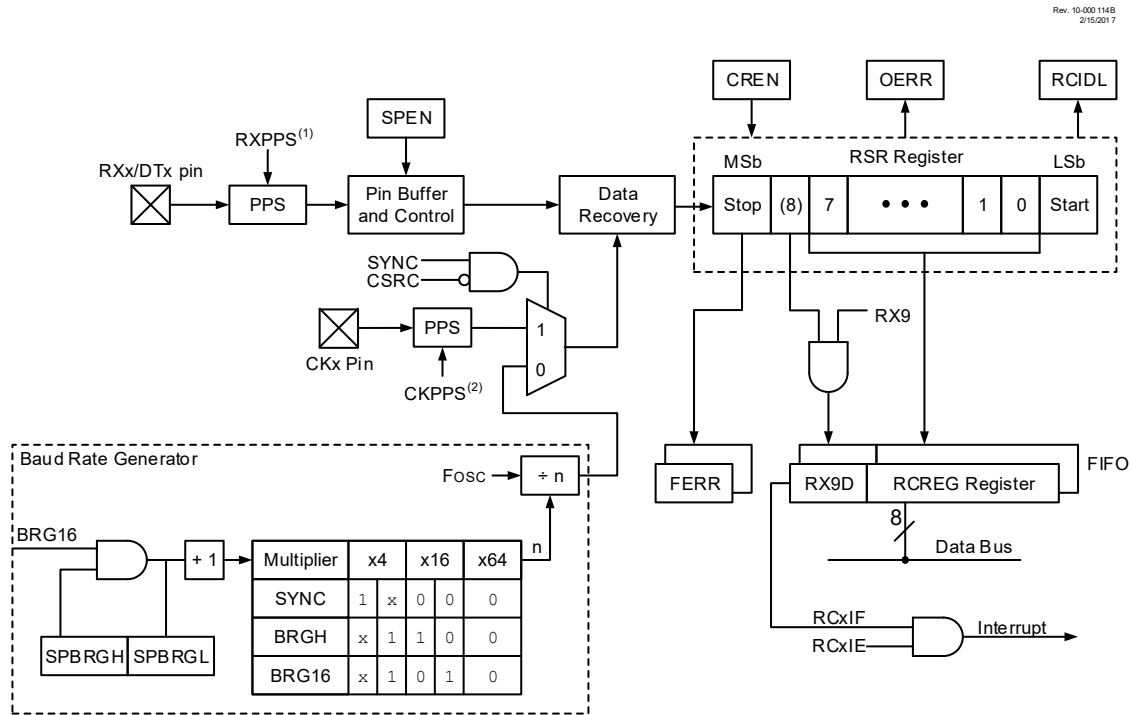 Rev. 10-000 114B
2/15/2017
CREN
OERR
RCIDL
SPEN
RXPPS(1)
RXx/DTx pin
PPS
Pin Buffer
and Control
Data
Recovery
MSb
RSR Register
LSb
Stop (8) 7 • • • 1 0 Start
SYNC
CSRC
CKx Pin
PPS
CKPPS(2)
1
0
RX9
FERR
RX9D
RCREG Register
FIFO
8
Data Bus
RCxIF
RCxIE
Interrupt
Baud Rate Generator
FOSC
÷ n
n
BRG16
+ 1
SPBRGH SPBRGL
Multiplier x4 x16 x64
SYNC 1 x 0 0 0
BRGH x 1 1 0 0
BRG16 x 1 0 1 0